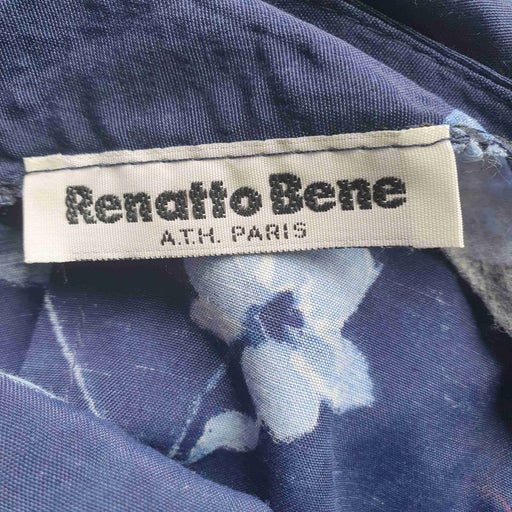 Renatto Bene
A.T.H. PARIS